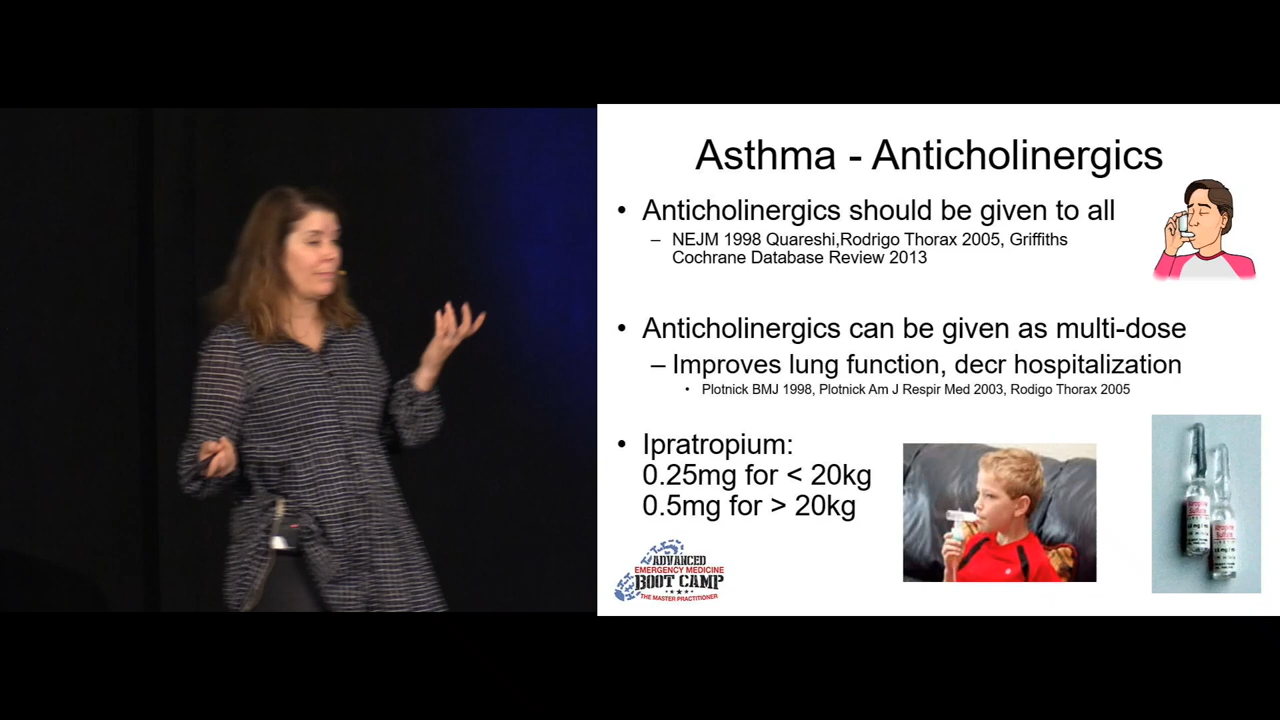 Asthma - Anticholinergics
• Anticholinergics should be given to all
– NEJM 1998 Quareshi,Rodrigo Thorax 2005, Griffiths
Cochrane Database Review 2013
• Anticholinergics can be given as multi-dose
– Improves lung function, decr hospitalization
• Plotnick BMJ 1998, Plotnick Am J Respir Med 2003, Rodigo Thorax 2005
• Ipratropium:
0.25mg for < 20kg
0.5mg for > 20kg
ADVANCED
EMERGENCY MEDICINE
BOOT CAMP
THE MASTER PRACTITIONER